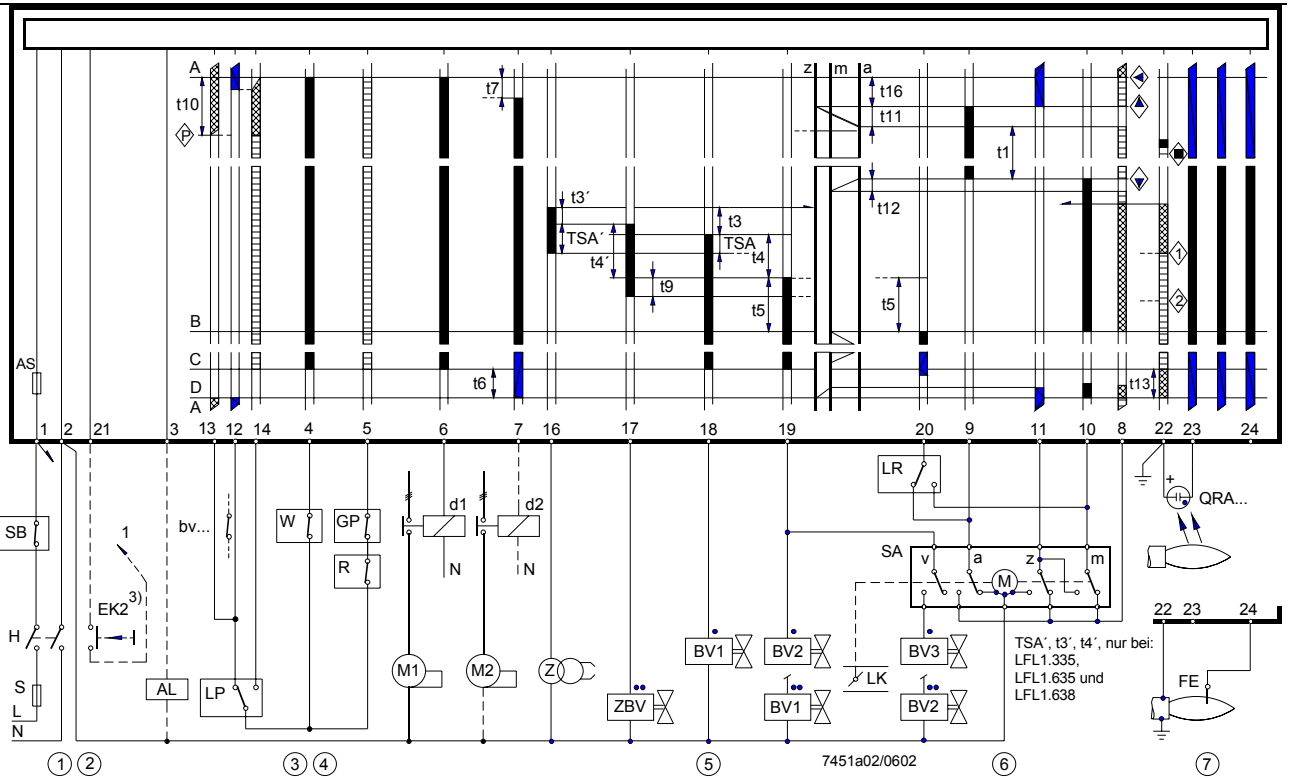 A z m a
t7 t16
t10 t11
P t1
t12
t3´ t3
TSA´ TSA
t4´ t4
t9 t5 t5
1
2
B
C
D t6 t13
A
AS
1 2 21 3 13 12 14 4 5 6 7 16 17 18 19 20 9 11 10 8 22 23 24
LR
+
QRA...
SB bv... W GP d1 d2
1 R N N
SA v a z m
M
EK2³⁾
H
22 23 24
BV1 BV2 BV3
TSA´, t3´, t4´, nur bei:
LFL1.335,
LFL1.635 und
LFL1.638
S AL LP M1 M2 Z LK FE
L
N
ZBV BV1 BV2
7451a02/0602
1 2 3 4 5 6 7